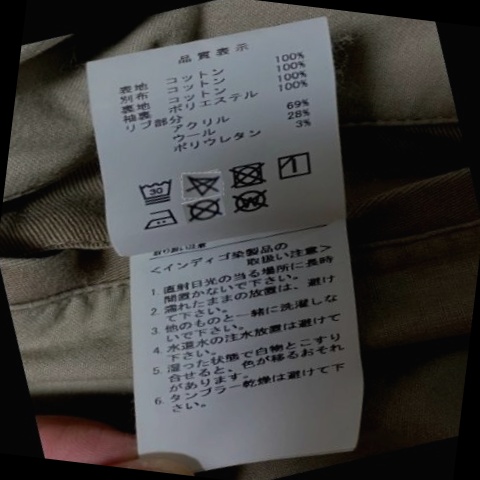 品質表示
表地 コットン 100%
別布 コットン 100%
裏地 コットン 100%
袖裏 ポリエステル 100%
リブ部分
アクリル 69%
ウール 28%
ポリウレタン 3%
30
W
取り扱い注意
<インディゴ染製品の
取扱い注意>
1. 直射日光の当る場所に長時
間置かないで下さい。
2. 濡れたままの放置は、避け
て下さい。
3. 他のものと一緒に洗濯しな
いで下さい。
4. 水道水の注水放置は避けて
下さい。
5. 湿った状態で白物とこすり
合せると、色が移るおそれ
があります。
6. タンブラー乾燥は避けて下
さい。